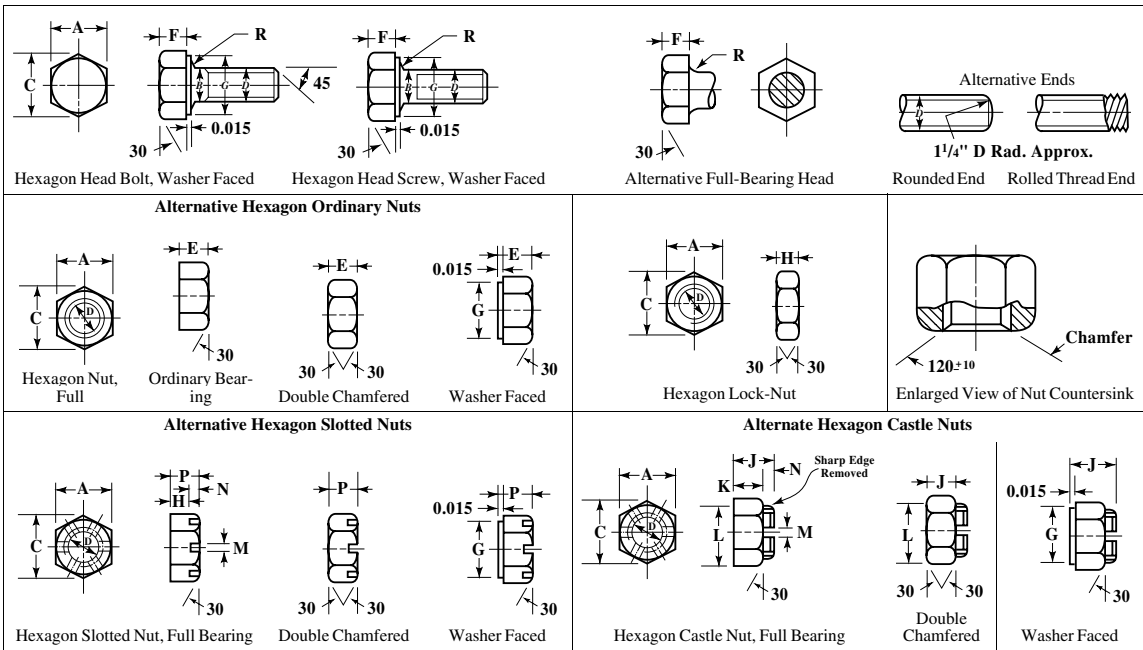 A
C
F
R
B
G
D
45
0.015
30
Hexagon Head Bolt, Washer Faced
F
R
B
G
D
0.015
30
Hexagon Head Screw, Washer Faced
F
R
30
Alternative Full-Bearing Head
Alternative Ends
D
1 1/4" D Rad. Approx.
Rounded End
Rolled Thread End
Alternative Hexagon Ordinary Nuts
A
C
D
Hexagon Nut,
Full
E
30
Ordinary Bear-
ing
E
30 30
Double Chamfered
E
0.015
G
30
Washer Faced
A
C
D
H
30 30
Hexagon Lock-Nut
Chamfer
120±10
Enlarged View of Nut Countersink
Alternative Hexagon Slotted Nuts
A
C
D
P
N
H
M
30
Hexagon Slotted Nut, Full Bearing
P
30 30
Double Chamfered
P
0.015
G
30
Washer Faced
Alternate Hexagon Castle Nuts
A
C
D
J
N
K
Sharp Edge
Removed
L
M
30
Hexagon Castle Nut, Full Bearing
J
L
30 30
Double
Chamfered
J
0.015
G
30
Washer Faced